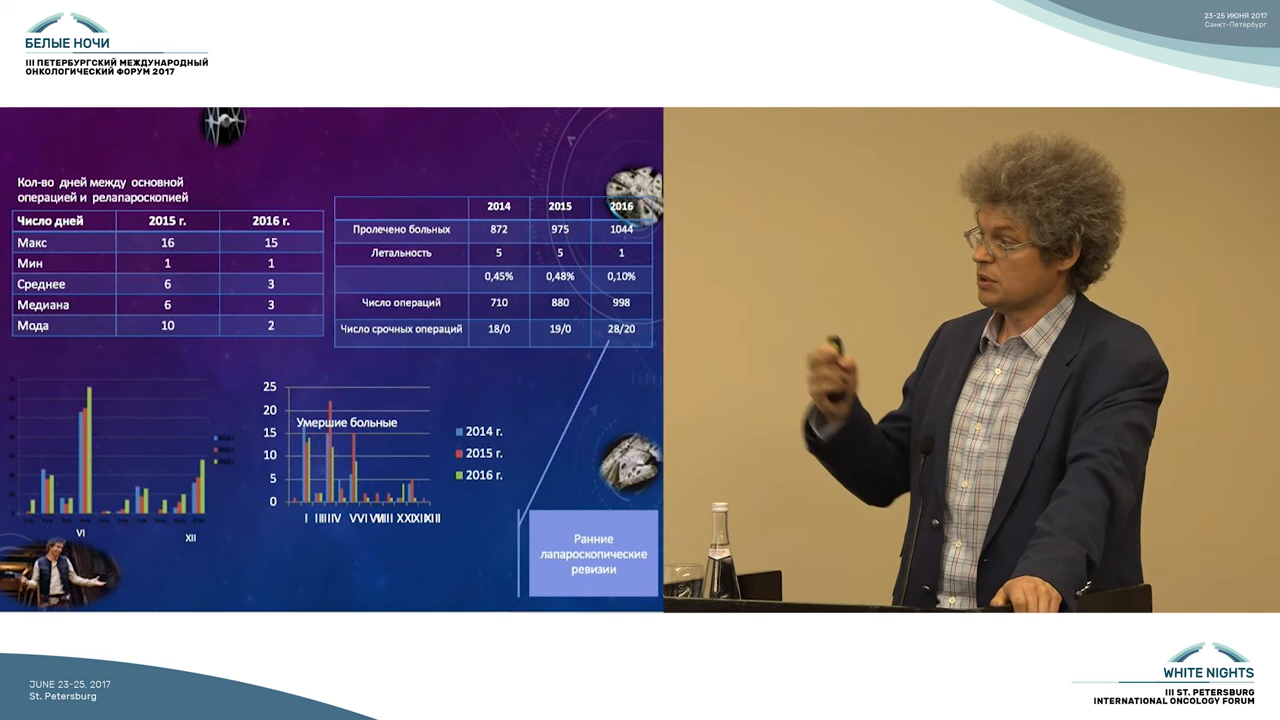 БЕЛЫЕ НОЧИ
III ПЕТЕРБУРГСКИЙ МЕЖДУНАРОДНЫЙ
ОНКОЛОГИЧЕСКИЙ ФОРУМ 2017
23-25 ИЮНЯ 2017
Санкт-Петербург
Кол-во дней между основной
операцией и релапароскопией
Число дней 2015 г. 2016 г.
Макс 16 15
Мин 1 1
Среднее 6 3
Медиана 6 3
Мода 10 2
2014 2015 2016
Пролечено больных 872 975 1044
Летальность 5 5 1
0,45% 0,48% 0,10%
Число операций 710 880 998
Число срочных операций 18/0 19/0 28/20
VI
XII
25
20
15
10
5
0
Умершие больные
2014 г.
2015 г.
2016 г.
Ранние
лапароскопические
ревизии
JUNE 23-25, 2017
St. Petersburg
WHITE NIGHTS
III ST. PETERSBURG
INTERNATIONAL ONCOLOGY FORUM